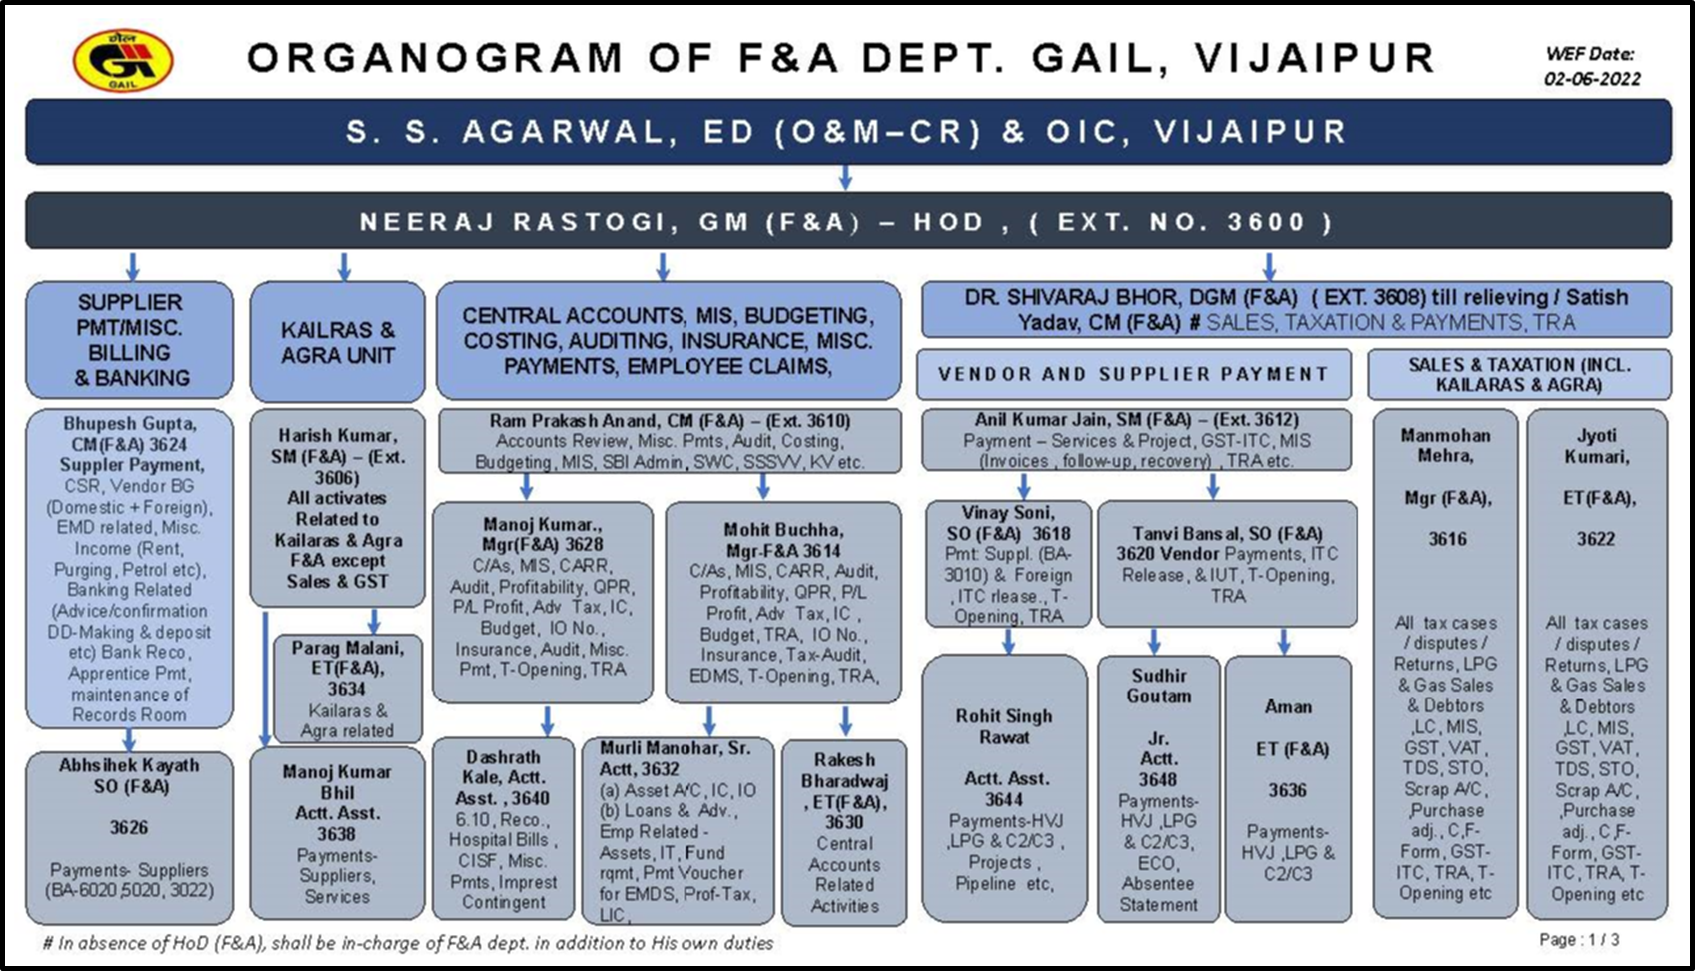 गेल
GAIL
ORGANOGRAM OF F&A DEPT. GAIL, VIJAIPUR
WEF Date:
02-06-2022
S. S. AGARWAL, ED (O&M–CR) & OIC, VIJAIPUR
NEERAJ RASTOGI, GM (F&A) – HOD , ( EXT. NO. 3600 )
SUPPLIER
PMT/MISC.
BILLING
& BANKING
KAILRAS &
AGRA UNIT
CENTRAL ACCOUNTS, MIS, BUDGETING,
COSTING, AUDITING, INSURANCE, MISC.
PAYMENTS, EMPLOYEE CLAIMS,
DR. SHIVARAJ BHOR, DGM (F&A) ( EXT. 3608) till relieving / Satish
Yadav, CM (F&A) # SALES, TAXATION & PAYMENTS, TRA
VENDOR AND SUPPLIER PAYMENT
SALES & TAXATION (INCL.
KAILARAS & AGRA)
Bhupesh Gupta,
CM(F&A) 3624
Suppler Payment,
CSR, Vendor BG
(Domestic + Foreign),
EMD related, Misc.
Income (Rent,
Purging, Petrol etc),
Banking Related
(Advice/confirmation
DD-Making & deposit
etc) Bank Reco,
Apprentice Pmt,
maintenance of
Records Room
Abhsihek Kayath
SO (F&A)
3626
Payments- Suppliers
(BA-6020,5020, 3022)
Harish Kumar,
SM (F&A) – (Ext.
3606)
All activates
Related to
Kailaras & Agra
F&A except
Sales & GST
Parag Malani,
ET(F&A),
3634
Kailaras &
Agra related
Manoj Kumar
Bhil
Actt. Asst.
3638
Payments-
Suppliers,
Services
Ram Prakash Anand, CM (F&A) – (Ext. 3610)
Accounts Review, Misc. Pmts, Audit, Costing,
Budgeting, MIS, SBI Admin, SWC, SSSVV, KV etc.
Manoj Kumar.,
Mgr(F&A) 3628
C/As, MIS, CARR,
Audit, Profitability, QPR,
P/L Profit, Adv Tax, IC,
Budget, IO No.,
Insurance, Audit, Misc.
Pmt, T-Opening, TRA
Mohit Buchha,
Mgr-F&A 3614
C/As, MIS, CARR, Audit,
Profitability, QPR, P/L
Profit, Adv Tax, IC ,
Budget, TRA, IO No.,
Insurance, Tax-Audit,
EDMS, T-Opening, TRA,
Dashrath
Kale, Actt.
Asst. , 3640
6.10, Reco.,
Hospital Bills ,
CISF, Misc.
Pmts, Imprest
Contingent
Murli Manohar, Sr.
Actt, 3632
(a) Asset A/C, IC, IO
(b) Loans & Adv.,
Emp Related -
Assets, IT, Fund
rqmt, Pmt Voucher
for EMDS, Prof-Tax,
LIC,
Rakesh
Bharadwaj
, ET(F&A),
3630
Central
Accounts
Related
Activities
Anil Kumar Jain, SM (F&A) – (Ext. 3612)
Payment – Services & Project, GST-ITC, MIS
(Invoices , follow-up, recovery) , TRA etc.
Vinay Soni,
SO (F&A) 3618
Pmt: Suppl. (BA-
3010) & Foreign
, ITC rlease., T-
Opening, TRA
Tanvi Bansal, SO (F&A)
3620 Vendor Payments, ITC
Release, & IUT, T-Opening,
TRA
Rohit Singh
Rawat
Actt. Asst.
3644
Payments-HVJ
,LPG & C2/C3 ,
Projects ,
Pipeline etc,
Sudhir
Goutam
Jr.
Actt.
3648
Payments-
HVJ ,LPG
& C2/C3,
ECO,
Absentee
Statement
Aman
ET (F&A)
3636
Payments-
HVJ ,LPG &
C2/C3
Manmohan
Mehra,
Mgr (F&A),
3616
All tax cases
/ disputes /
Returns, LPG
& Gas Sales
& Debtors
,LC, MIS,
GST, VAT,
TDS, STO,
Scrap A/C,
,Purchase
adj., C,F-
Form, GST-
ITC, TRA, T-
Opening etc
Jyoti
Kumari,
ET(F&A),
3622
All tax cases
/ disputes /
Returns, LPG
& Gas Sales
& Debtors
,LC, MIS,
GST, VAT,
TDS, STO,
Scrap A/C,
,Purchase
adj., C,F-
Form, GST-
ITC, TRA, T-
Opening etc
# In absence of HoD (F&A), shall be in-charge of F&A dept. in addition to His own duties
Page : 1 / 3